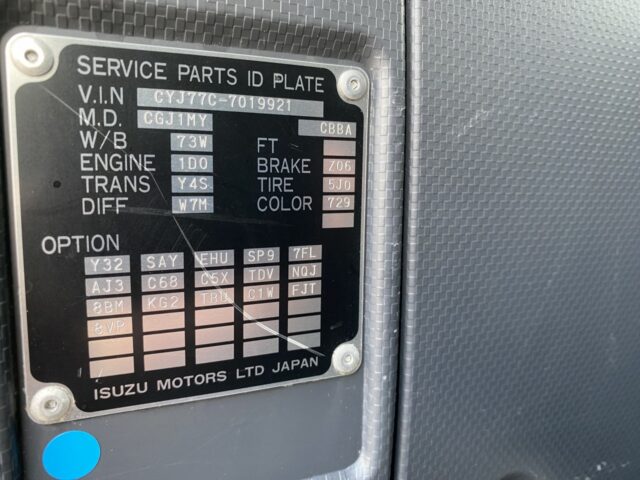 SERVICE PARTS ID PLATE
V.I.N CYJ77C-7019921
M.D. CGJ1MY CBBA
W/B 73W FT
ENGINE 1D0 BRAKE Z06
TRANS Y4S TIRE 5J0
DIFF W7M COLOR 729
OPTION
Y32 SAY EHU SP9 7FL
AJ3 C68 C5X TDV NQJ
8BM KG2 C1W FJT
8VP
ISUZU MOTORS LTD JAPAN